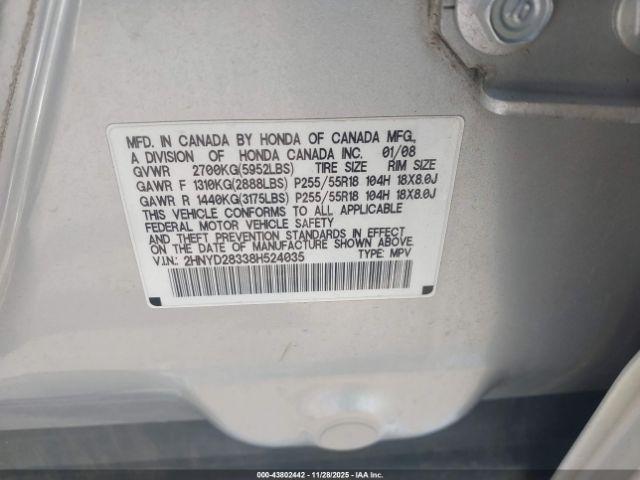 MFD. IN CANADA BY HONDA OF CANADA MFG.,
A DIVISION OF HONDA CANADA INC. 01/08
GVWR 2700KG(5952LBS) TIRE SIZE RIM SIZE
GAWR F 1310KG(2888LBS) P255/55R18 104H 18X8.0J
GAWR R 1440KG(3175LBS) P255/55R18 104H 18X8.0J
THIS VEHICLE CONFORMS TO ALL APPLICABLE
FEDERAL MOTOR VEHICLE SAFETY
AND THEFT PREVENTION STANDARDS IN EFFECT
ON THE DATE OF MANUFACTURE SHOWN ABOVE.
V.I.N.: 2HNYD28338H524035 TYPE: MPV
000-43802442 - 11/28/2025 - IAA Inc.